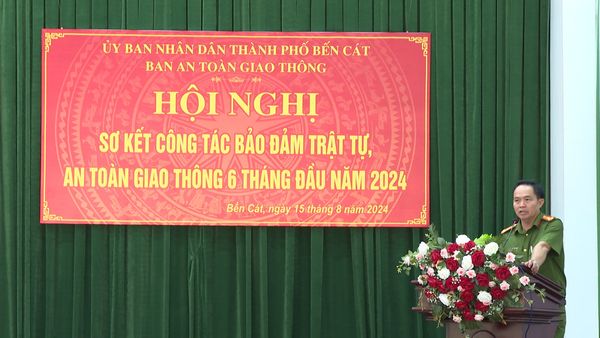 ỦY BAN NHÂN DÂN THÀNH PHỐ BẾN CÁT
BAN AN TOÀN GIAO THÔNG
HỘI NGHỊ
SƠ KẾT CÔNG TÁC BẢO ĐẢM TRẬT TỰ,
AN TOÀN GIAO THÔNG 6 THÁNG ĐẦU NĂM 2024
Bến Cát, ngày 15 tháng 8 năm 2024